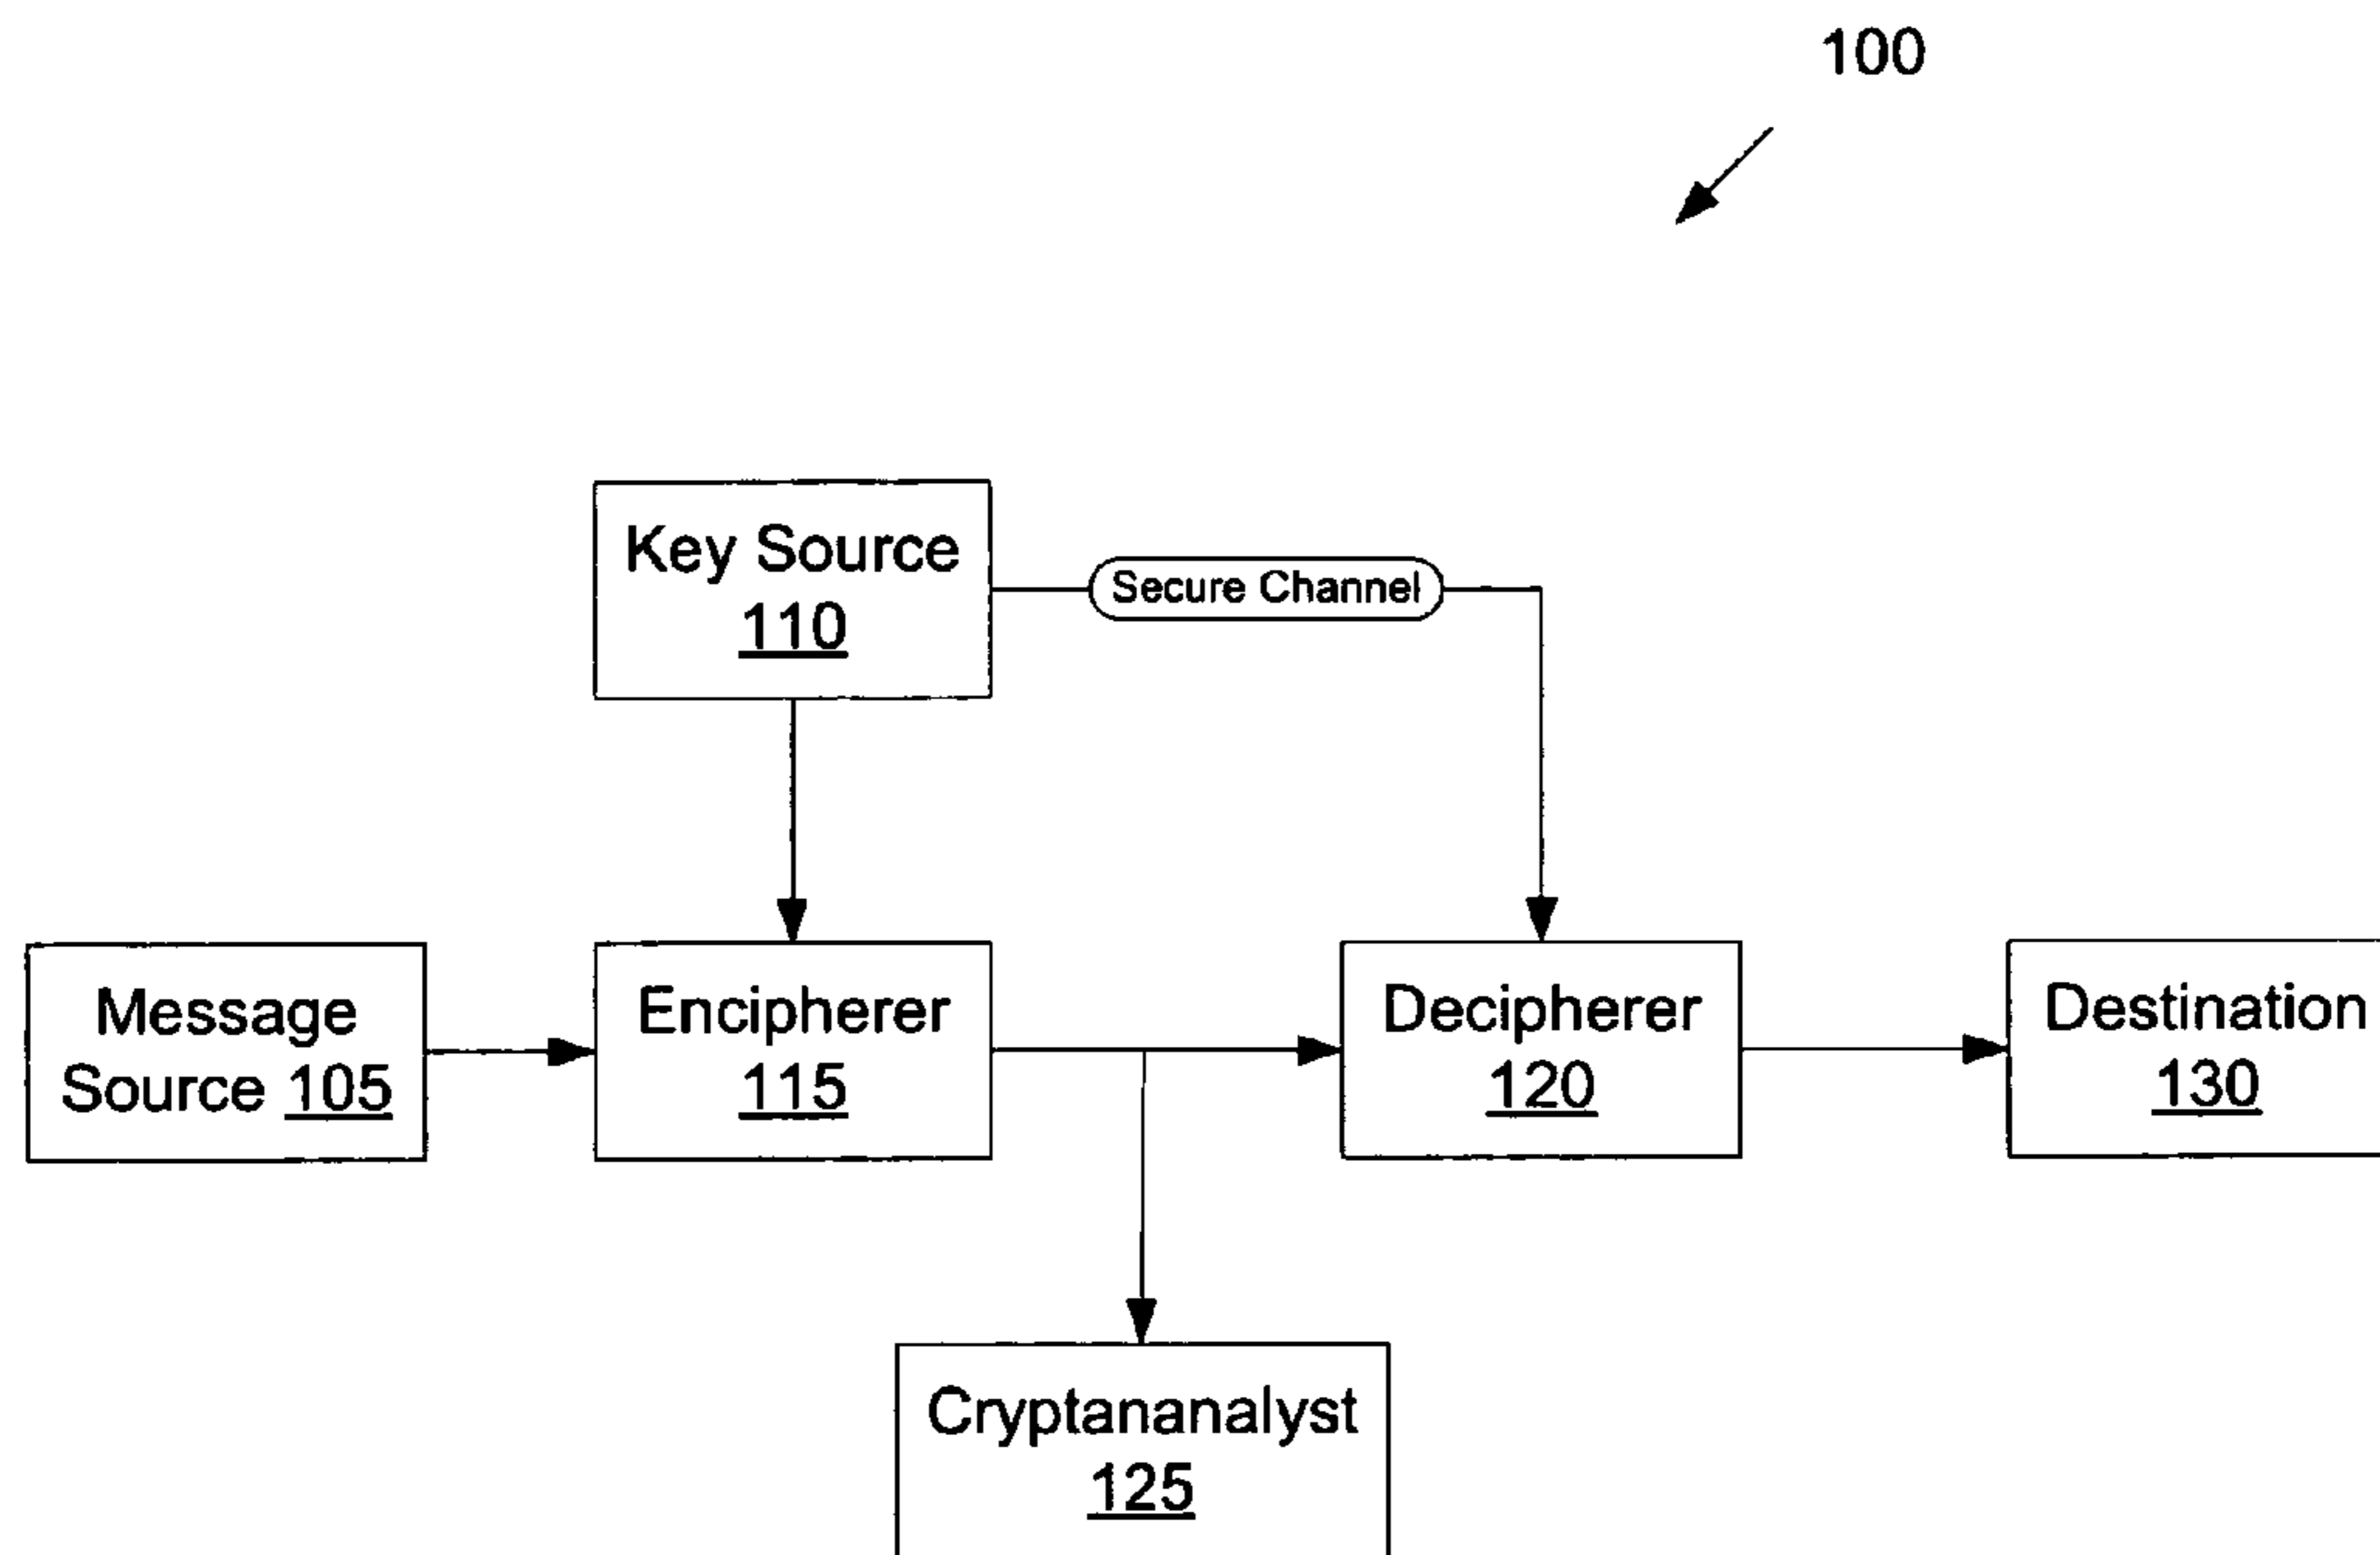 100
Key Source
110
Secure Channel
Message
Source 105
Encipherer
115
Decipherer
120
Destination
130
Cryptananalyst
125